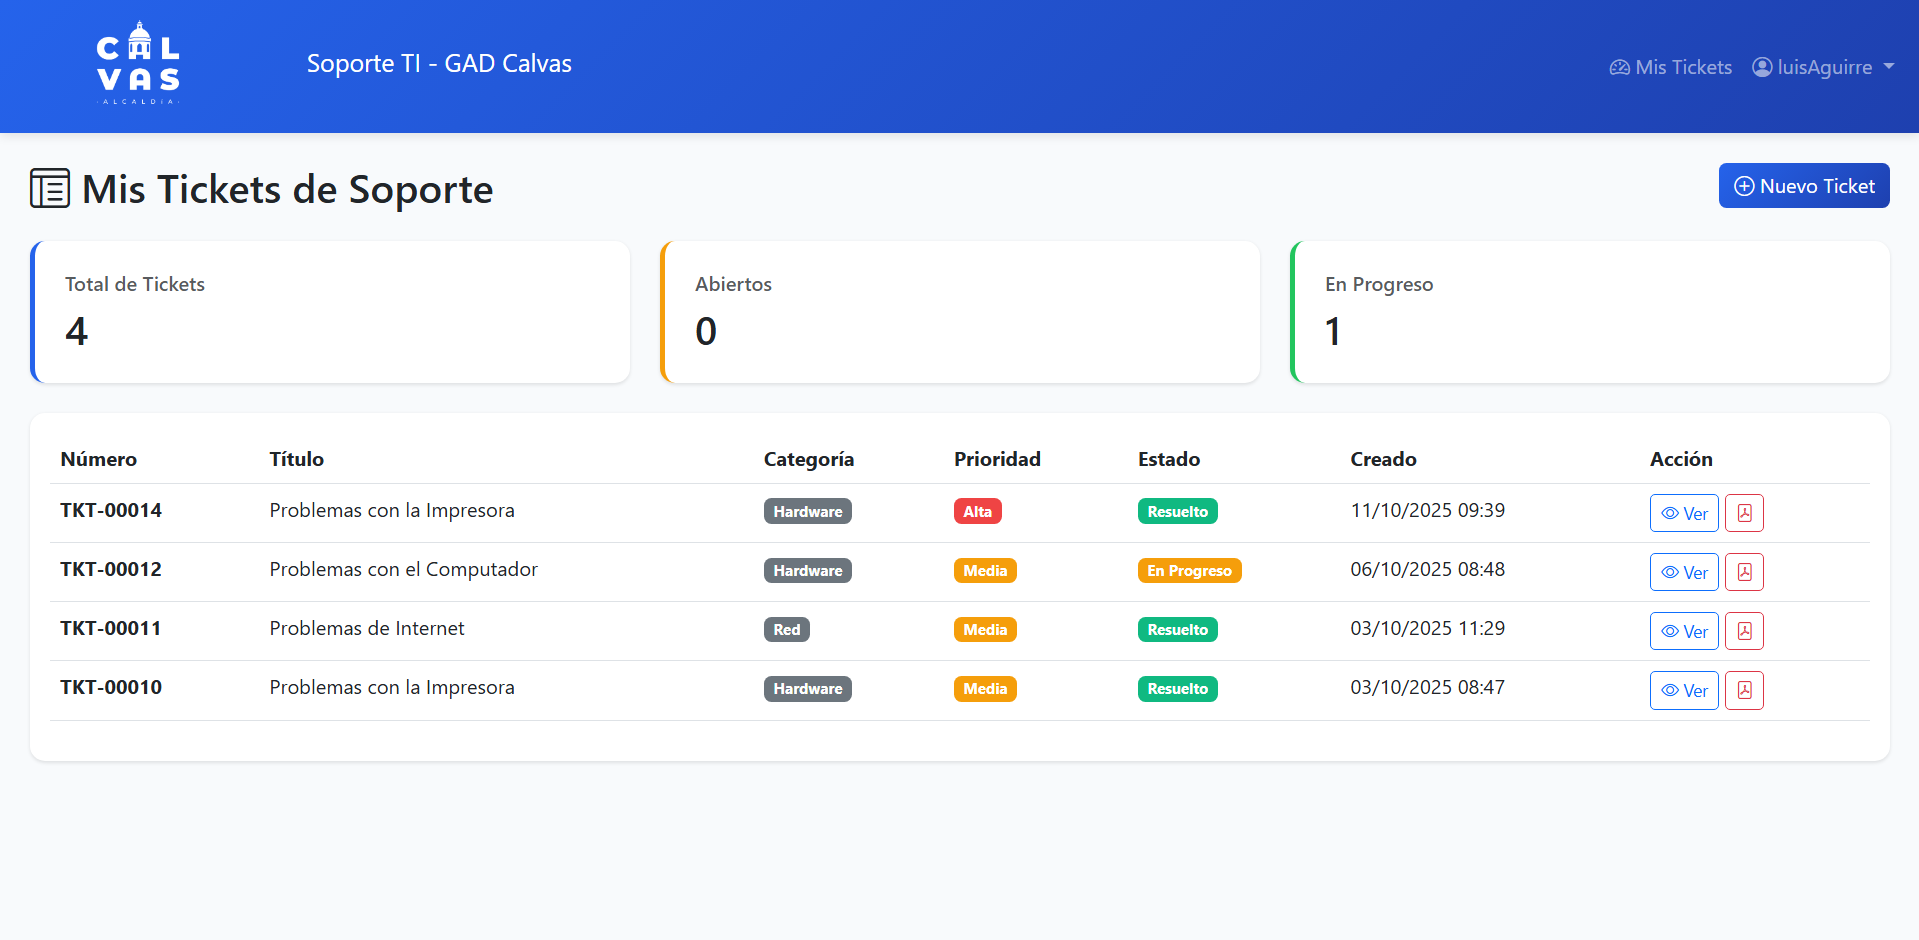 CALVAS
·ALCALDÍA·
Soporte TI - GAD Calvas
Mis Tickets
luisAguirre
Mis Tickets de Soporte
Nuevo Ticket
Total de Tickets
4
Abiertos
0
En Progreso
1
Número Título Categoría Prioridad Estado Creado Acción
TKT-00014 Problemas con la Impresora Hardware Alta Resuelto 11/10/2025 09:39 Ver
TKT-00012 Problemas con el Computador Hardware Media En Progreso 06/10/2025 08:48 Ver
TKT-00011 Problemas de Internet Red Media Resuelto 03/10/2025 11:29 Ver
TKT-00010 Problemas con la Impresora Hardware Media Resuelto 03/10/2025 08:47 Ver